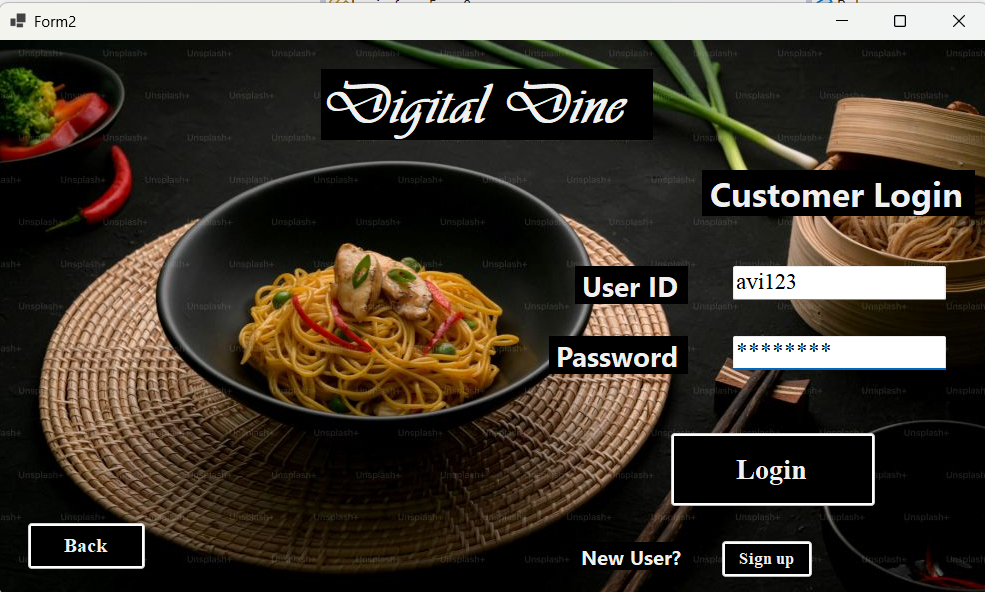 Form2
Digital Dine
Customer Login
User ID
avi123
Password
********
Login
Back
New User?
Sign up
Unsplash+